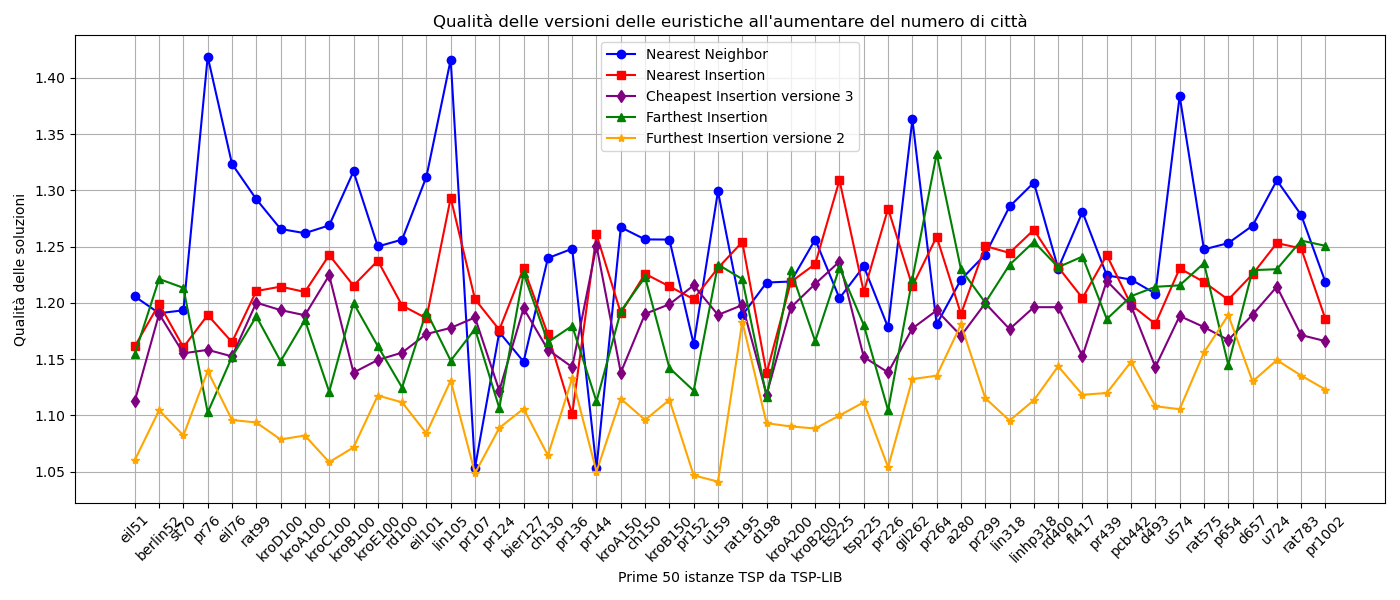 Qualità delle versioni delle euristiche all'aumentare del numero di città
Nearest Neighbor
Nearest Insertion
Cheapest Insertion versione 3
Farthest Insertion
Furthest Insertion versione 2
Qualità delle soluzioni
1.40
1.35
1.30
1.25
1.20
1.15
1.10
1.05
eil51
berlin52
st70
pr76
eil76
rat99
kroD100
kroA100
kroC100
kroB100
kroE100
rd100
eil101
lin105
pr107
pr124
bier127
ch130
pr136
pr144
kroA150
ch150
kroB150
pr152
u159
rat195
d198
kroA200
kroB200
ts225
tsp225
pr226
gil262
pr264
a280
pr299
lin318
linhp318
rd400
fl417
pr439
pcb442
d493
u574
rat575
p654
d657
u724
rat783
pr1002
Prime 50 istanze TSP da TSP-LIB